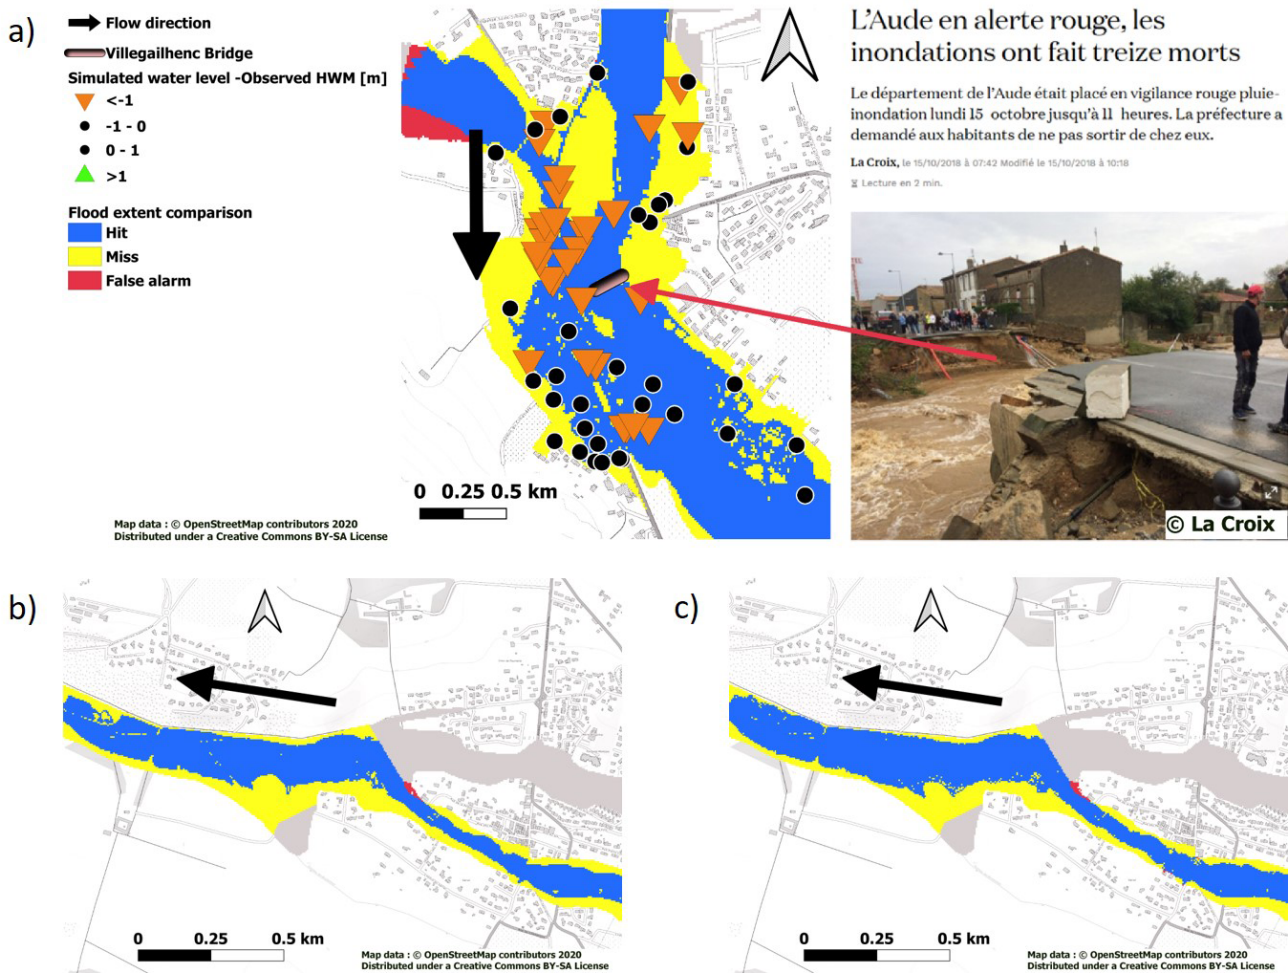 a)
Flow direction
Villegailhenc Bridge
Simulated water level -Observed HWM [m]
<-1
-1 - 0
0 - 1
>1
Flood extent comparison
Hit
Miss
False alarm
0 0.25 0.5 km
Map data : © OpenStreetMap contributors 2020
Distributed under a Creative Commons BY-SA License
L'Aude en alerte rouge, les
inondations ont fait treize morts
Le département de l'Aude était placé en vigilance rouge pluie-
inondation lundi 15 octobre jusqu'à 11 heures. La préfecture a
demandé aux habitants de ne pas sortir de chez eux.
La Croix, le 15/10/2018 à 07:42 Modifié le 15/10/2018 à 10:18
Lecture en 2 min.
© La Croix
b)
0 0.25 0.5 km
Map data : © OpenStreetMap contributors 2020
Distributed under a Creative Commons BY-SA License
c)
0 0.25 0.5 km
Map data : © OpenStreetMap contributors 2020
Distributed under a Creative Commons BY-SA License